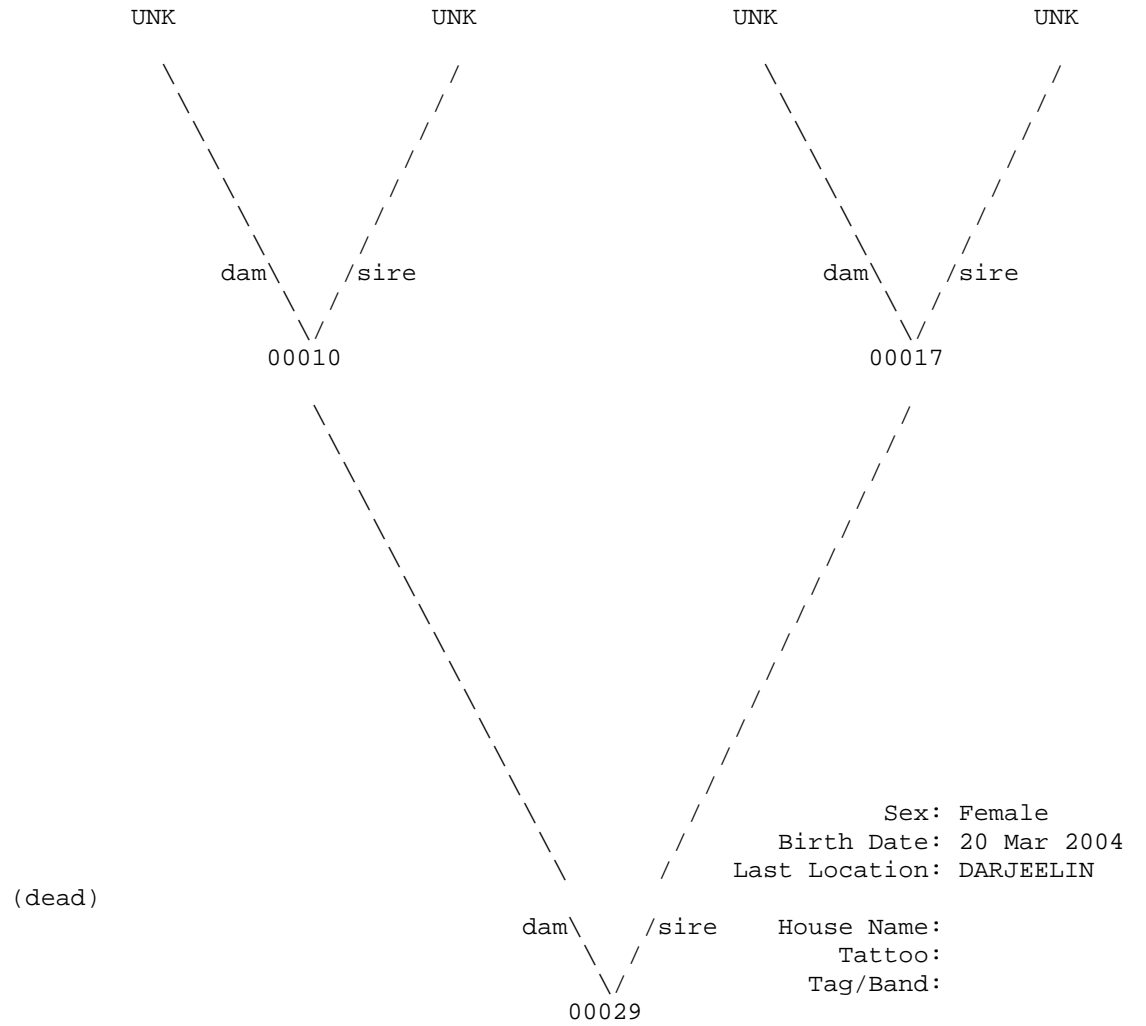 UNK UNK UNK UNK
dam sire dam sire
00010 00017
Sex: Female
Birth Date: 20 Mar 2004
Last Location: DARJEELIN
(dead)
dam sire House Name:
Tattoo:
Tag/Band:
00029